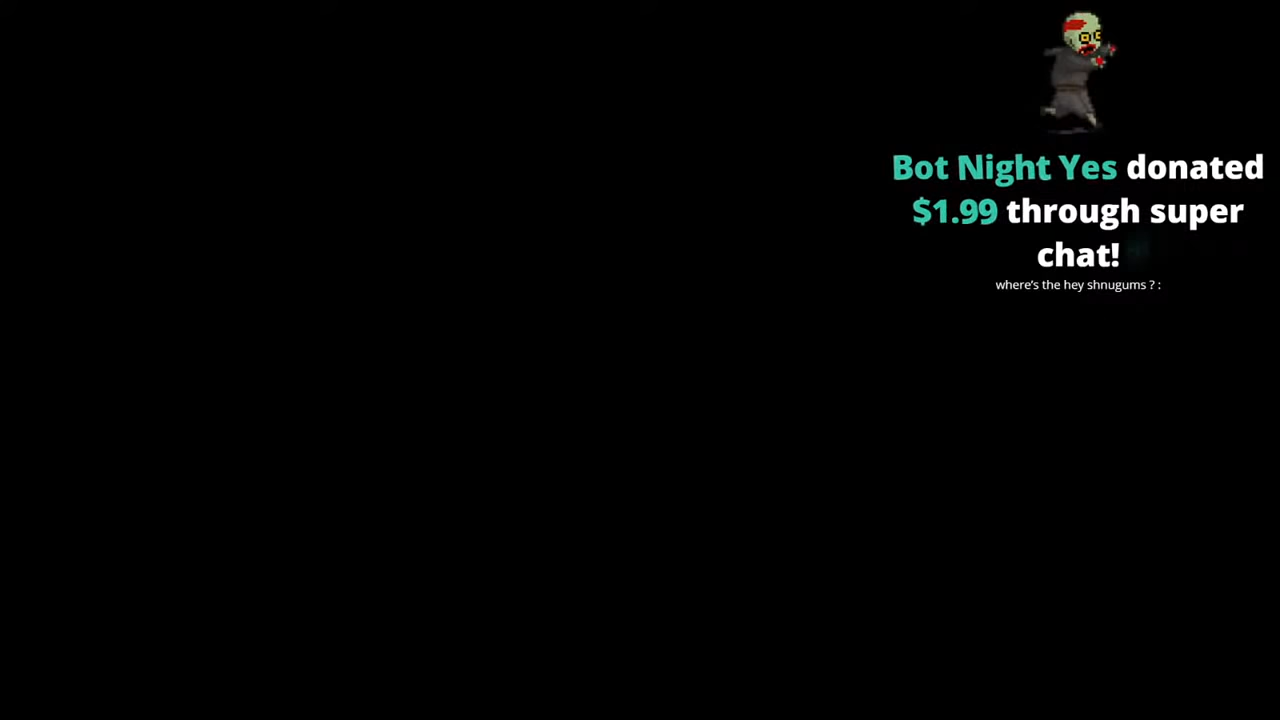 Bot Night Yes donated
$1.99 through super
chat!
where's the hey shnugums ? :